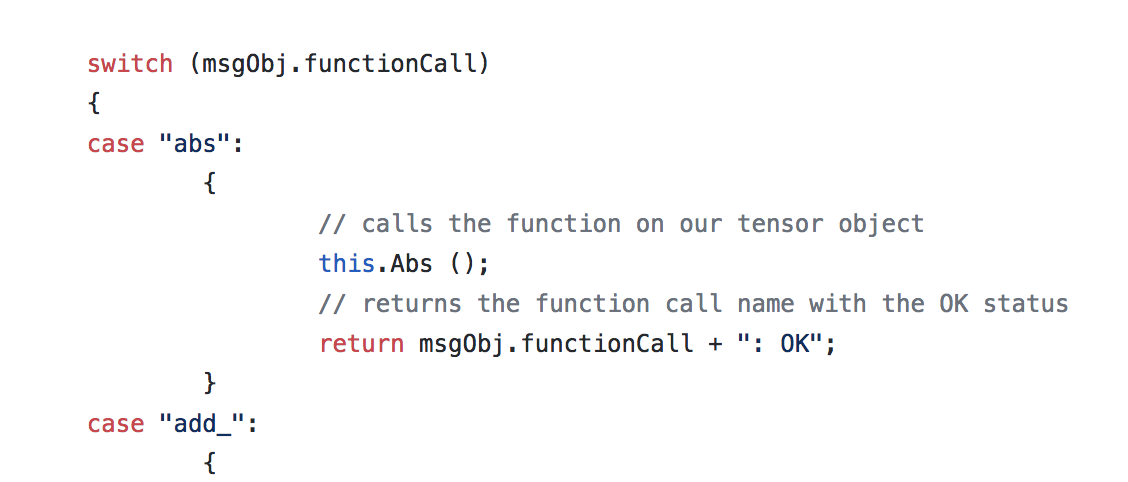 switch (msgObj.functionCall)
{
case "abs":
{
// calls the function on our tensor object
this.Abs ();
// returns the function call name with the OK status
return msgObj.functionCall + ": OK";
}
case "add_":
{